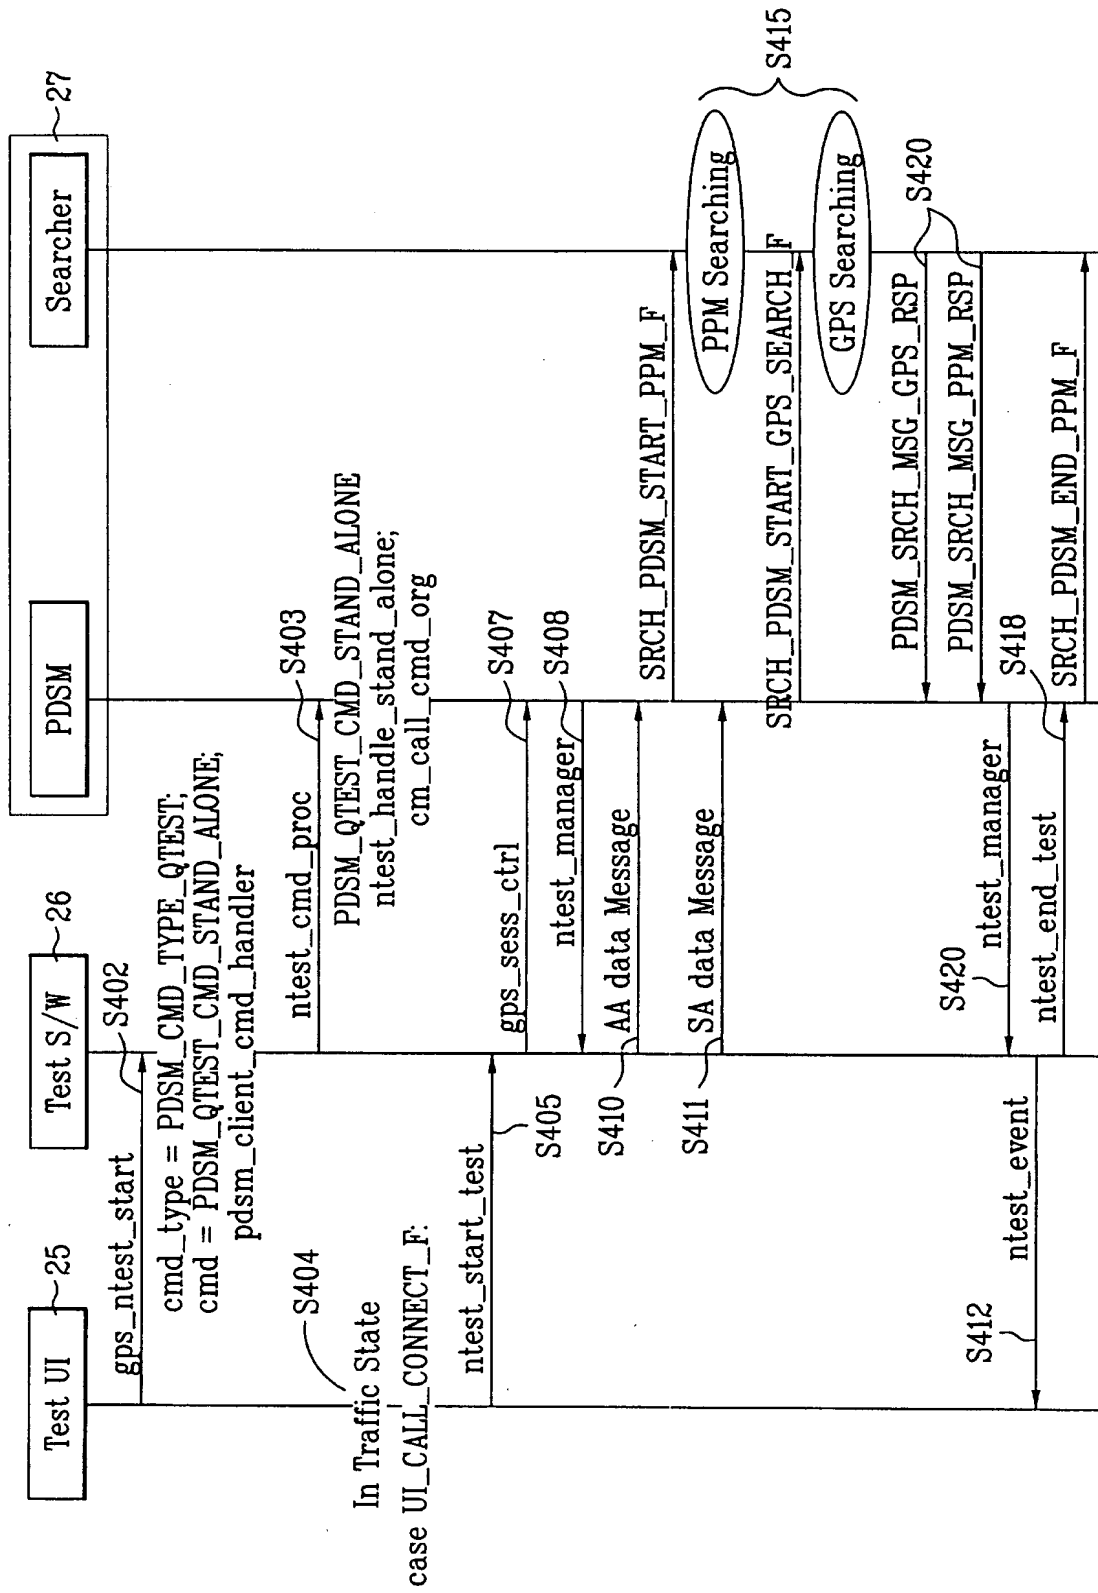 Test UI
25
Test S/W
26
PDSM
Searcher
27
gps_ntest_start
S402
cmd_type = PDSM_CMD_TYPE_QTEST;
cmd = PDSM_QTEST_CMD_STAND_ALONE;
pdsm_client_cmd_handler
ntest_cmd_proc
S403
PDSM_QTEST_CMD_STAND_ALONE
ntest_handle_stand_alone;
cm_call_cmd_org
S404
In Traffic State
case UI_CALL_CONNECT_F:
ntest_start_test
S405
gps_sess_ctrl
S407
ntest_manager
S408
AA data Message
S410
SA data Message
S411
SRCH_PDSM_START_PPM_F
PPM Searching
SRCH_PDSM_START_GPS_SEARCH_F
GPS Searching
S415
PDSM_SRCH_MSG_GPS_RSP
PDSM_SRCH_MSG_PPM_RSP
S420
ntest_manager
S420
ntest_event
S412
ntest_end_test
S418
SRCH_PDSM_END_PPM_F